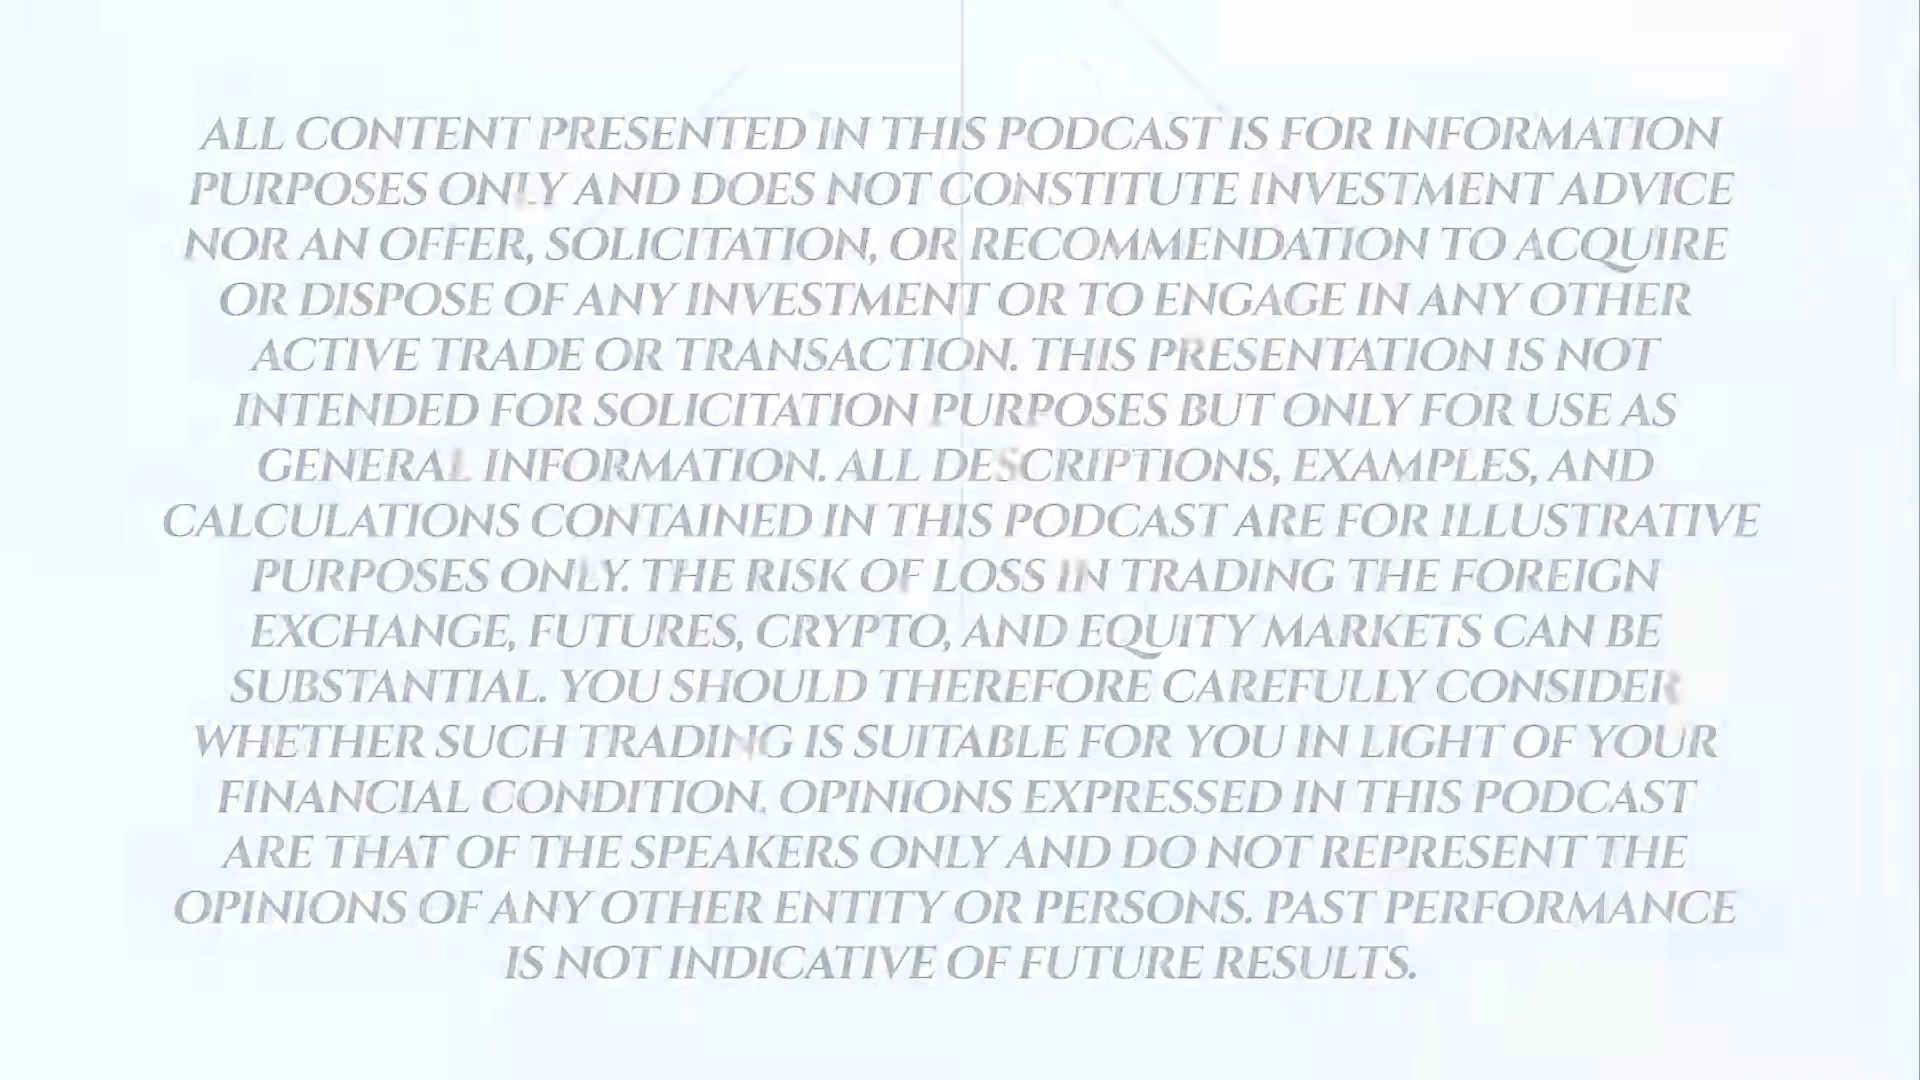 ALL CONTENT PRESENTED IN THIS PODCAST IS FOR INFORMATION
PURPOSES ONLY AND DOES NOT CONSTITUTE INVESTMENT ADVICE
NOR AN OFFER, SOLICITATION, OR RECOMMENDATION TO ACQUIRE
OR DISPOSE OF ANY INVESTMENT OR TO ENGAGE IN ANY OTHER
ACTIVE TRADE OR TRANSACTION. THIS PRESENTATION IS NOT
INTENDED FOR SOLICITATION PURPOSES BUT ONLY FOR USE AS
GENERAL INFORMATION. ALL DESCRIPTIONS, EXAMPLES, AND
CALCULATIONS CONTAINED IN THIS PODCAST ARE FOR ILLUSTRATIVE
PURPOSES ONLY. THE RISK OF LOSS IN TRADING THE FOREIGN
EXCHANGE, FUTURES, CRYPTO, AND EQUITY MARKETS CAN BE
SUBSTANTIAL. YOU SHOULD THEREFORE CAREFULLY CONSIDER
WHETHER SUCH TRADING IS SUITABLE FOR YOU IN LIGHT OF YOUR
FINANCIAL CONDITION. OPINIONS EXPRESSED IN THIS PODCAST
ARE THAT OF THE SPEAKERS ONLY AND DO NOT REPRESENT THE
OPINIONS OF ANY OTHER ENTITY OR PERSONS. PAST PERFORMANCE
IS NOT INDICATIVE OF FUTURE RESULTS.